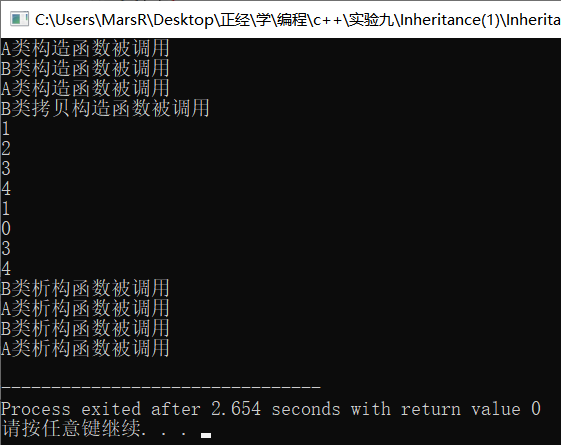 C:\Users\MarsR\Desktop\正经\学\编程\c++\实验九\Inheritance(1)\Inherita
A类构造函数被调用
B类构造函数被调用
A类构造函数被调用
B类拷贝构造函数被调用
1
2
3
4
1
0
3
4
B类析构函数被调用
A类析构函数被调用
B类析构函数被调用
A类析构函数被调用
--------------------------------
Process exited after 2.654 seconds with return value 0
请按任意键继续. . .